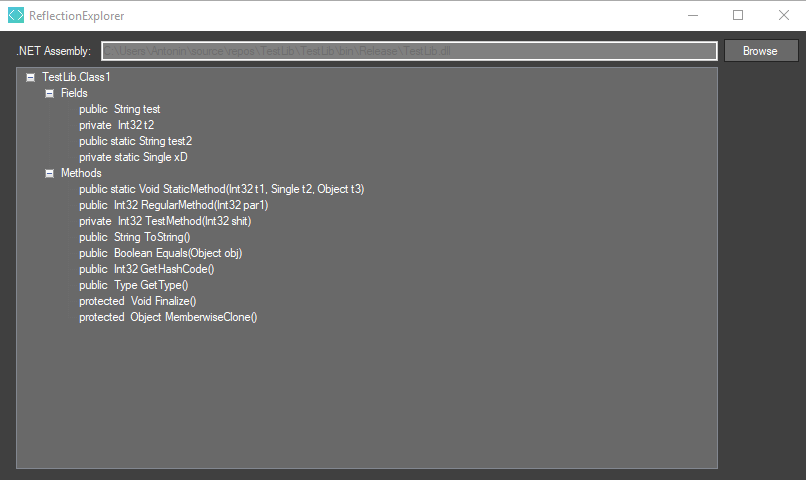 ReflectionExplorer
.NET Assembly: C:\Users\Antonin\source\repos\TestLib\TestLib\bin\Release\TestLib.dll Browse
TestLib.Class1
Fields
public String test
private Int32 t2
public static String test2
private static Single xD
Methods
public static Void StaticMethod(Int32 t1, Single t2, Object t3)
public Int32 RegularMethod(Int32 par1)
private Int32 TestMethod(Int32 shit)
public String ToString()
public Boolean Equals(Object obj)
public Int32 GetHashCode()
public Type GetType()
protected Void Finalize()
protected Object MemberwiseClone()